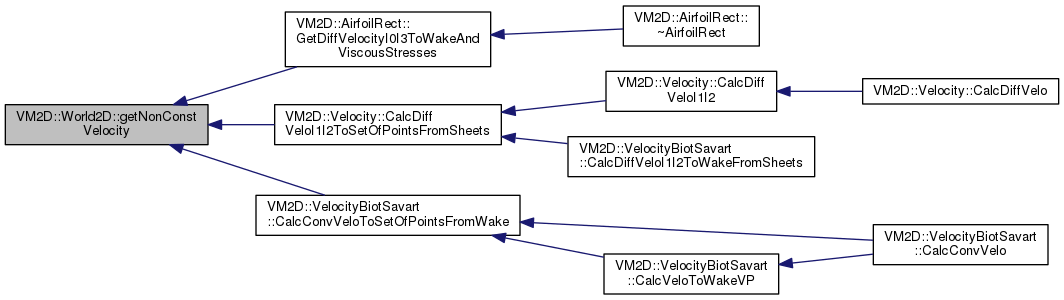 VM2D::World2D::getNonConst
Velocity
VM2D::AirfoilRect::
GetDiffVelocityI0I3ToWakeAnd
ViscousStresses
VM2D::AirfoilRect::
~AirfoilRect
VM2D::Velocity::CalcDiff
VeloI1I2ToSetOfPointsFromSheets
VM2D::Velocity::CalcDiff
VeloI1I2
VM2D::Velocity::CalcDiffVelo
VM2D::VelocityBiotSavart
::CalcDiffVeloI1I2ToWakeFromSheets
VM2D::VelocityBiotSavart
::CalcConvVeloToSetOfPointsFromWake
VM2D::VelocityBiotSavart
::CalcConvVelo
VM2D::VelocityBiotSavart
::CalcVeloToWakeVP